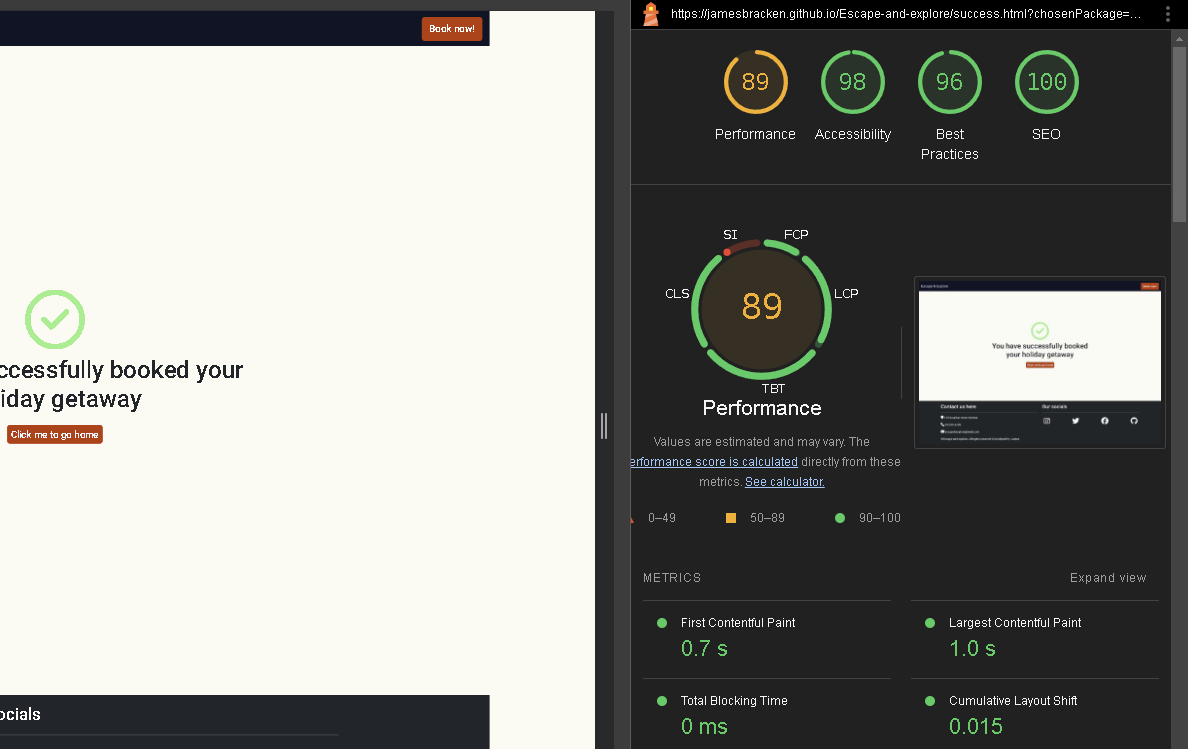 Book now!
ccessfully booked your
iday getaway
Click me to go home
ocials
https://jamesbracken.github.io/Escape-and-explore/success.html?chosenPackage=...
89
98
96
100
Performance
Accessibility
Best
Practices
SEO
SI
FCP
CLS
LCP
89
TBT
Performance
Values are estimated and may vary. The
erformance score is calculated directly from these
metrics. See calculator.
0–49
50–89
90–100
You have successfully booked
your holiday getaway
Contact us here
Our socials
METRICS
Expand view
First Contentful Paint
0.7 s
Largest Contentful Paint
1.0 s
Total Blocking Time
0 ms
Cumulative Layout Shift
0.015